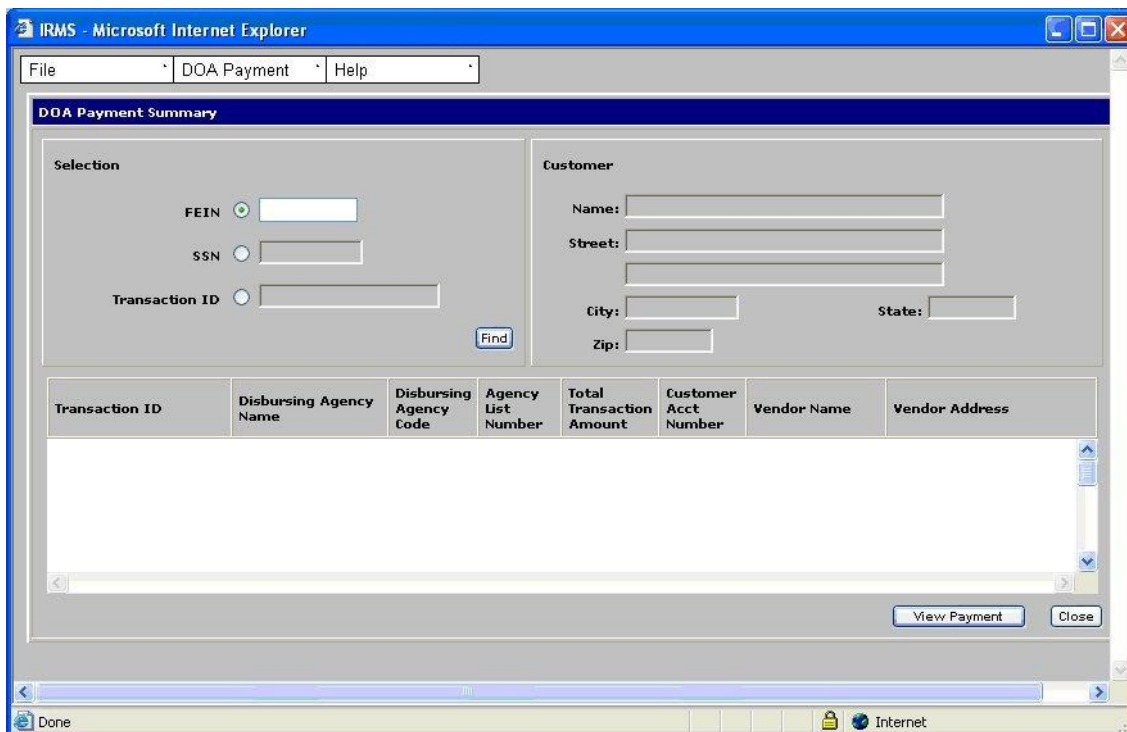 IRMS - Microsoft Internet Explorer
File DOA Payment Help
DOA Payment Summary
Selection
FEIN
SSN
Transaction ID
Find
Customer
Name:
Street:
City: State:
Zip:
Transaction ID Disbursing Agency Name Disbursing Agency Code Agency List Number Total Transaction Amount Customer Acct Number Vendor Name Vendor Address
View Payment Close
Done Internet